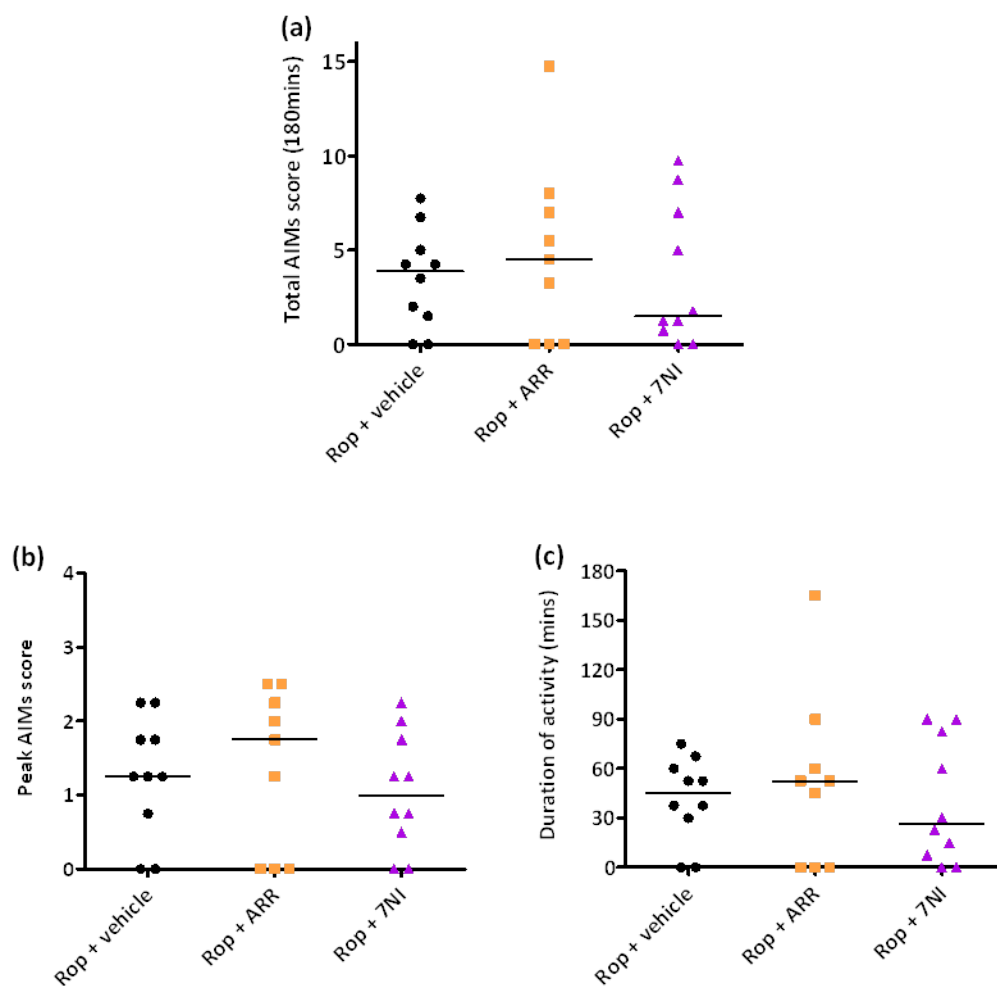 (a)
Total AIMs score (180mins)
15
10
5
0
Rop + vehicle
Rop + ARR
Rop + 7NI
(b)
Peak AIMs score
4
3
2
1
0
Rop + vehicle
Rop + ARR
Rop + 7NI
(c)
Duration of activity (mins)
180
150
120
90
60
30
0
Rop + vehicle
Rop + ARR
Rop + 7NI